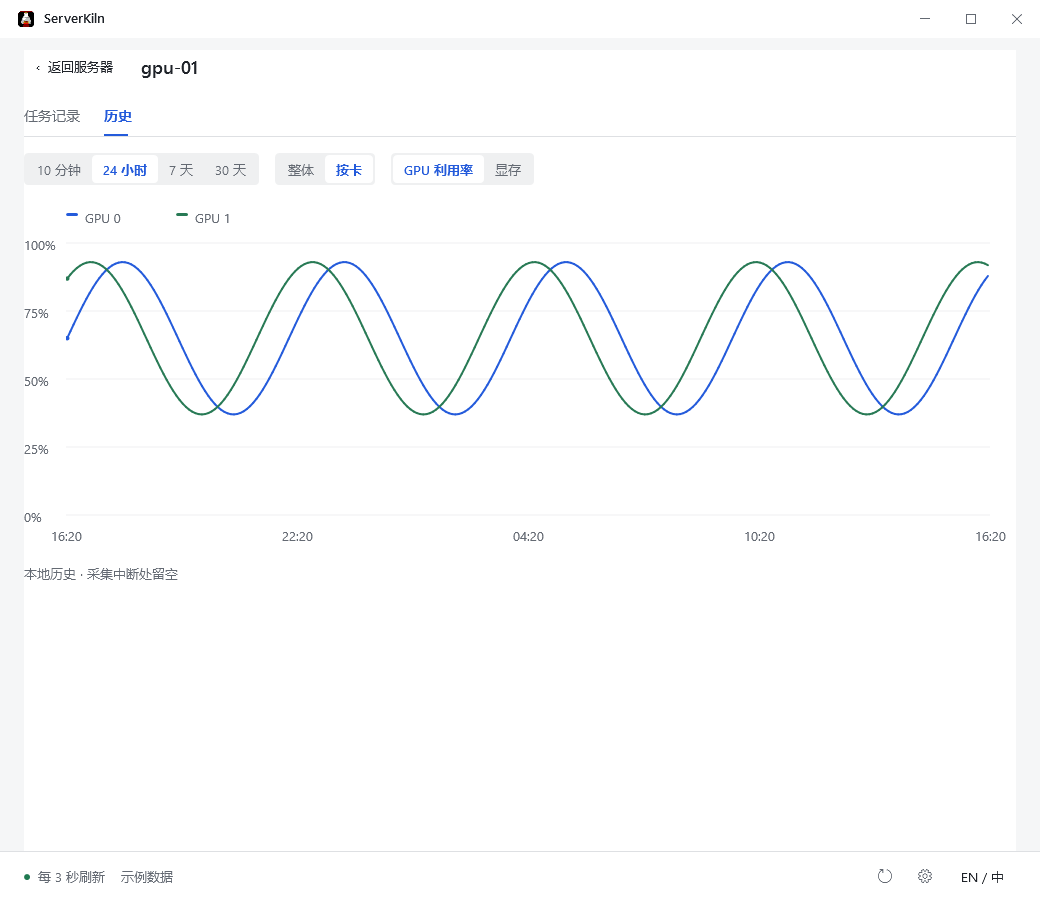 ServerKiln
‹ 返回服务器 gpu-01
任务记录 历史
10 分钟 24 小时 7 天 30 天 整体 按卡 GPU 利用率 显存
GPU 0 GPU 1
100%
75%
50%
25%
0%
16:20 22:20 04:20 10:20 16:20
本地历史 · 采集中断处留空
每 3 秒刷新 示例数据 EN / 中